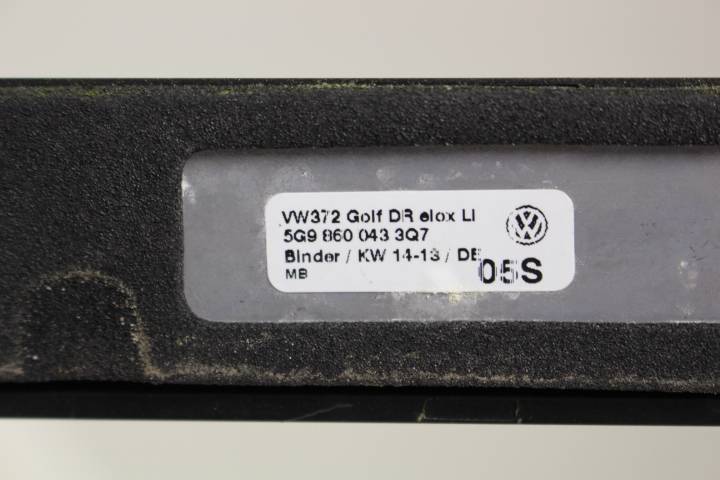 VW372 Golf DR elox LI
5G9 860 043 3Q7
Binder / KW 14-13 / DE
MB
05S